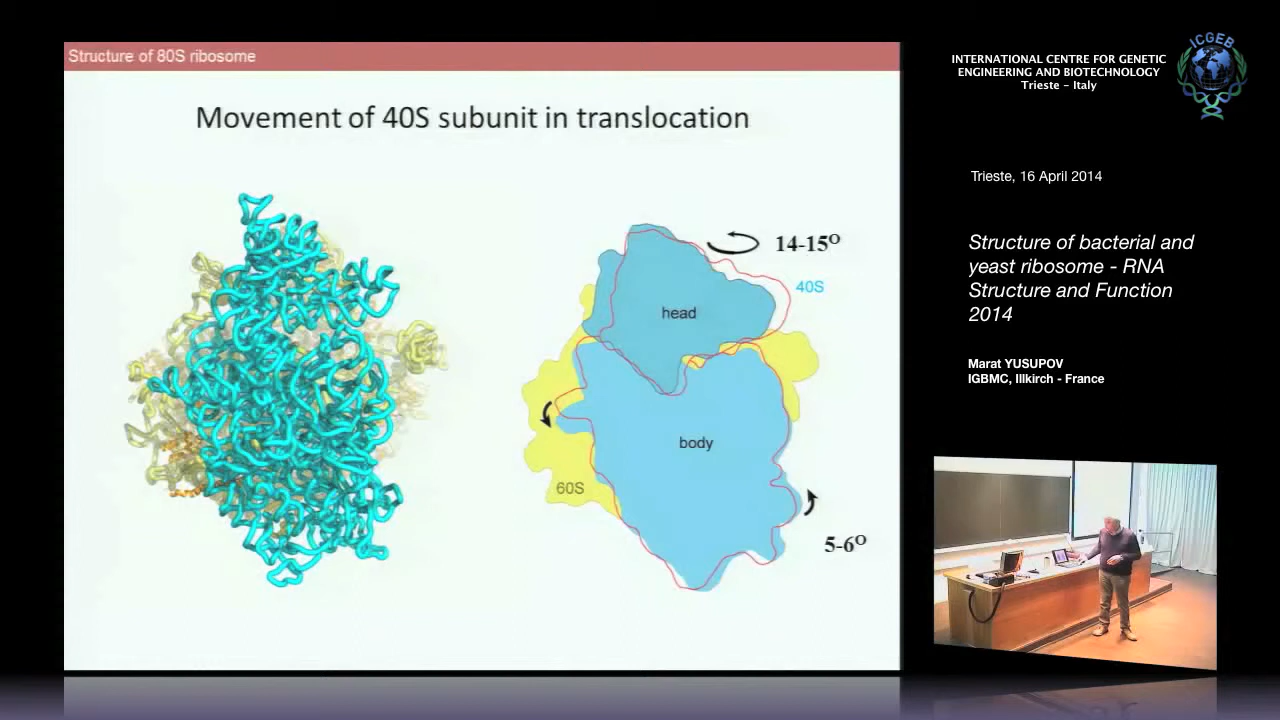 Structure of 80S ribosome
Movement of 40S subunit in translocation
14-15⁰
40S
head
body
60S
5-6⁰
INTERNATIONAL CENTRE FOR GENETIC
ENGINEERING AND BIOTECHNOLOGY
Trieste - Italy
ICGEB
Trieste, 16 April 2014
Structure of bacterial and
yeast ribosome - RNA
Structure and Function
2014
Marat YUSUPOV
IGBMC, Illkirch - France